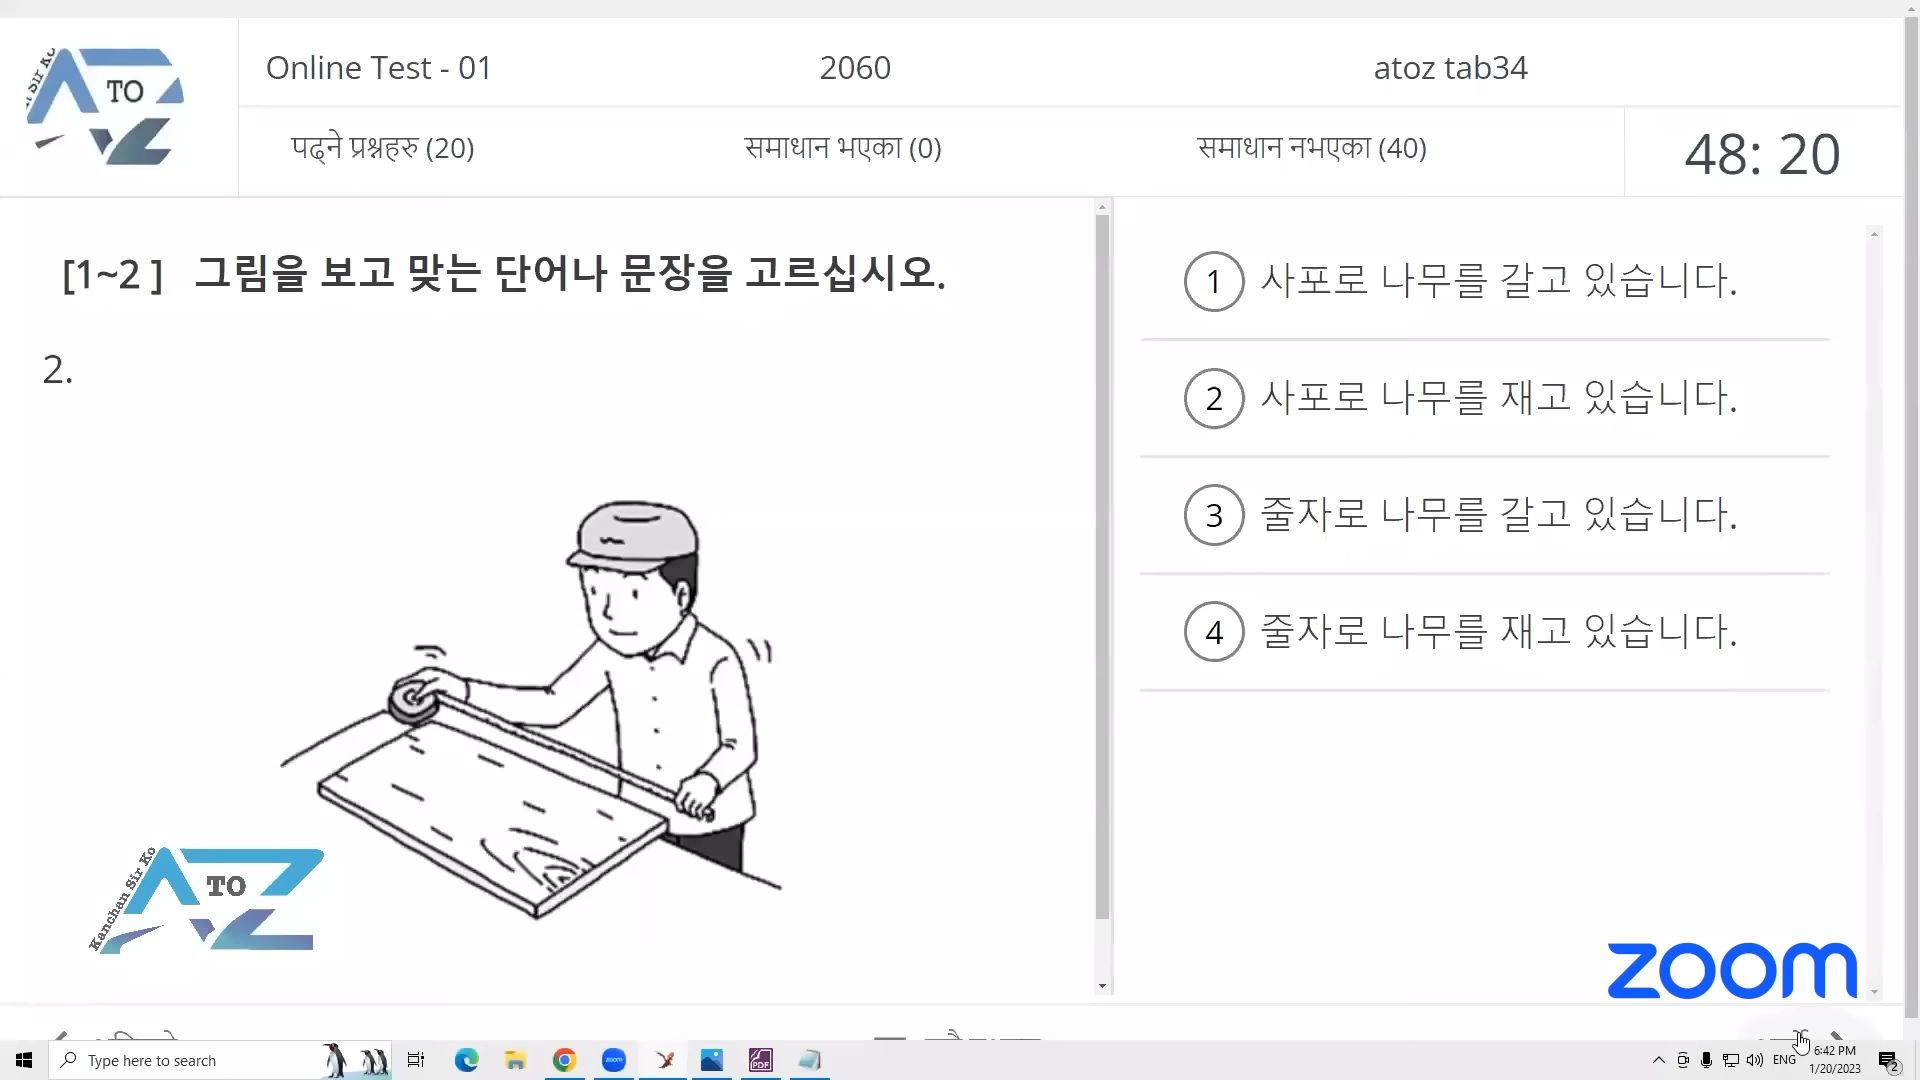 Sir Ko
TO
Online Test - 01
2060
atoz tab34
पढ्ने प्रश्नहरु (20)
समाधान भएका (0)
समाधान नभएका (40)
48: 20
[1~2 ] 그림을 보고 맞는 단어나 문장을 고르십시오.
2.
1 사포로 나무를 갈고 있습니다.
2 사포로 나무를 재고 있습니다.
3 줄자로 나무를 갈고 있습니다.
4 줄자로 나무를 재고 있습니다.
Kanchan Sir Ko
A TO Z
zoom
Type here to search
zoom
PDF
ENG
6:42 PM
1/20/2023
2